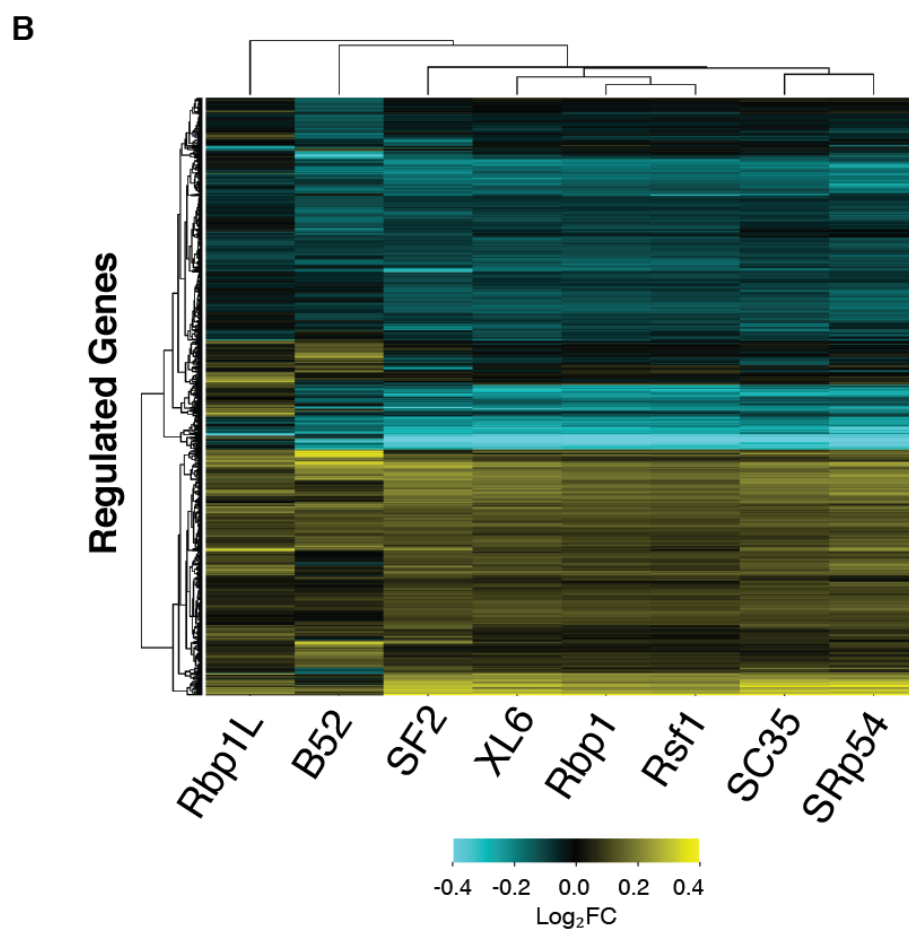 B
Regulated Genes
Rbp1L B52 SF2 XL6 Rbp1 Rsf1 SC35 SRp54
-0.4 -0.2 0.0 0.2 0.4
Log₂FC